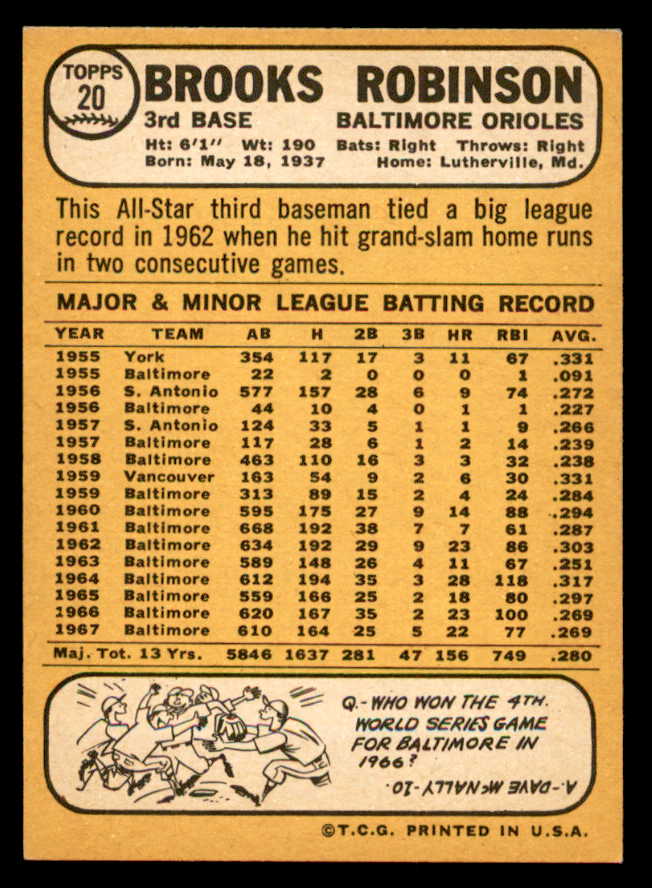 TOPPS
20
BROOKS ROBINSON
3rd BASE BALTIMORE ORIOLES
Ht: 6'1" Wt: 190 Bats: Right Throws: Right
Born: May 18, 1937 Home: Lutherville, Md.
This All-Star third baseman tied a big league
record in 1962 when he hit grand-slam home runs
in two consecutive games.
MAJOR & MINOR LEAGUE BATTING RECORD
YEAR TEAM AB H 2B 3B HR RBI AVG.
1955 York 354 117 17 3 11 67 .331
1955 Baltimore 22 2 0 0 0 1 .091
1956 S. Antonio 577 157 28 6 9 74 .272
1956 Baltimore 44 10 4 0 1 1 .227
1957 S. Antonio 124 33 5 1 1 9 .266
1957 Baltimore 117 28 6 1 2 14 .239
1958 Baltimore 463 110 16 3 3 32 .238
1959 Vancouver 163 54 9 2 6 30 .331
1959 Baltimore 313 89 15 2 4 24 .284
1960 Baltimore 595 175 27 9 14 88 .294
1961 Baltimore 668 192 38 7 7 61 .287
1962 Baltimore 634 192 29 9 23 86 .303
1963 Baltimore 589 148 26 4 11 67 .251
1964 Baltimore 612 194 35 3 28 118 .317
1965 Baltimore 559 166 25 2 18 80 .297
1966 Baltimore 620 167 35 2 23 100 .269
1967 Baltimore 610 164 25 5 22 77 .269
Maj. Tot. 13 Yrs. 5846 1637 281 47 156 749 .280
Q.-WHO WON THE 4TH.
WORLD SERIES GAME
FOR BALTIMORE IN
1966?
A.-DAVE McNALLY-1-0.
©T.C.G. PRINTED IN U.S.A.